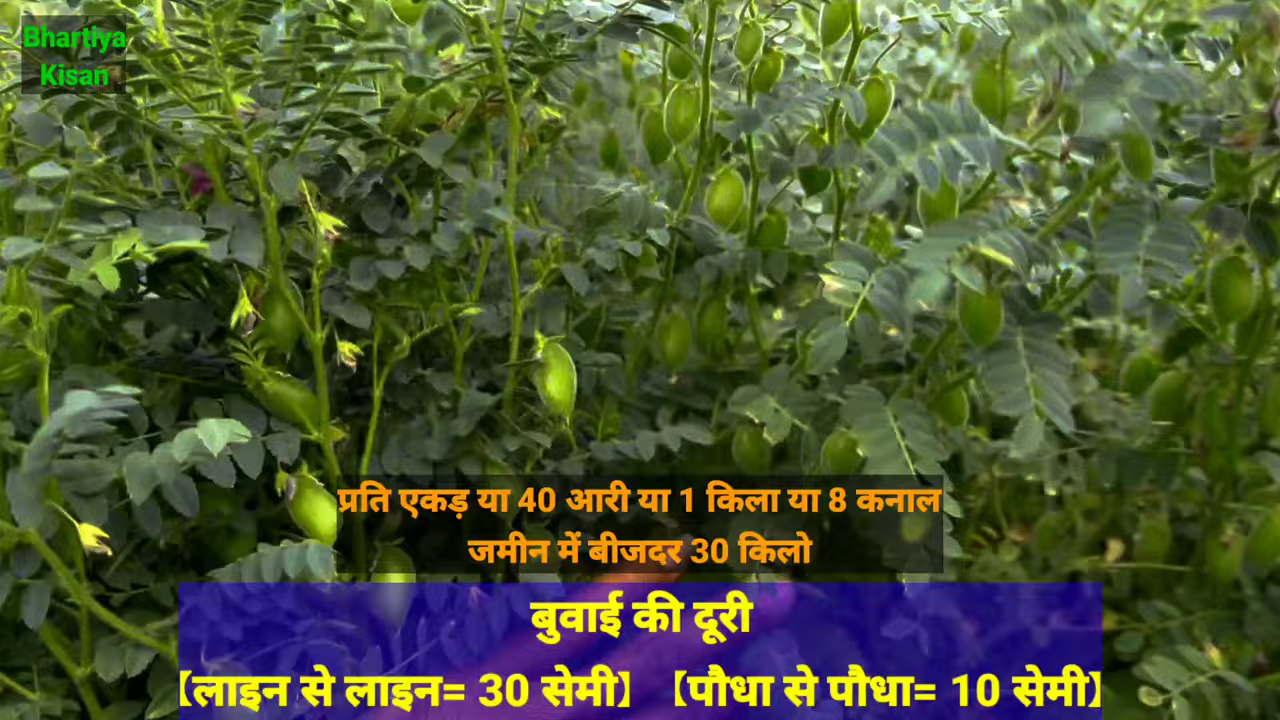 Bhartiya
Kisan
प्रति एकड़ या 40 आरी या 1 किला या 8 कनाल
जमीन में बीजदर 30 किलो
बुवाई की दूरी
【लाइन से लाइन= 30 सेमी】 【पौधा से पौधा= 10 सेमी】